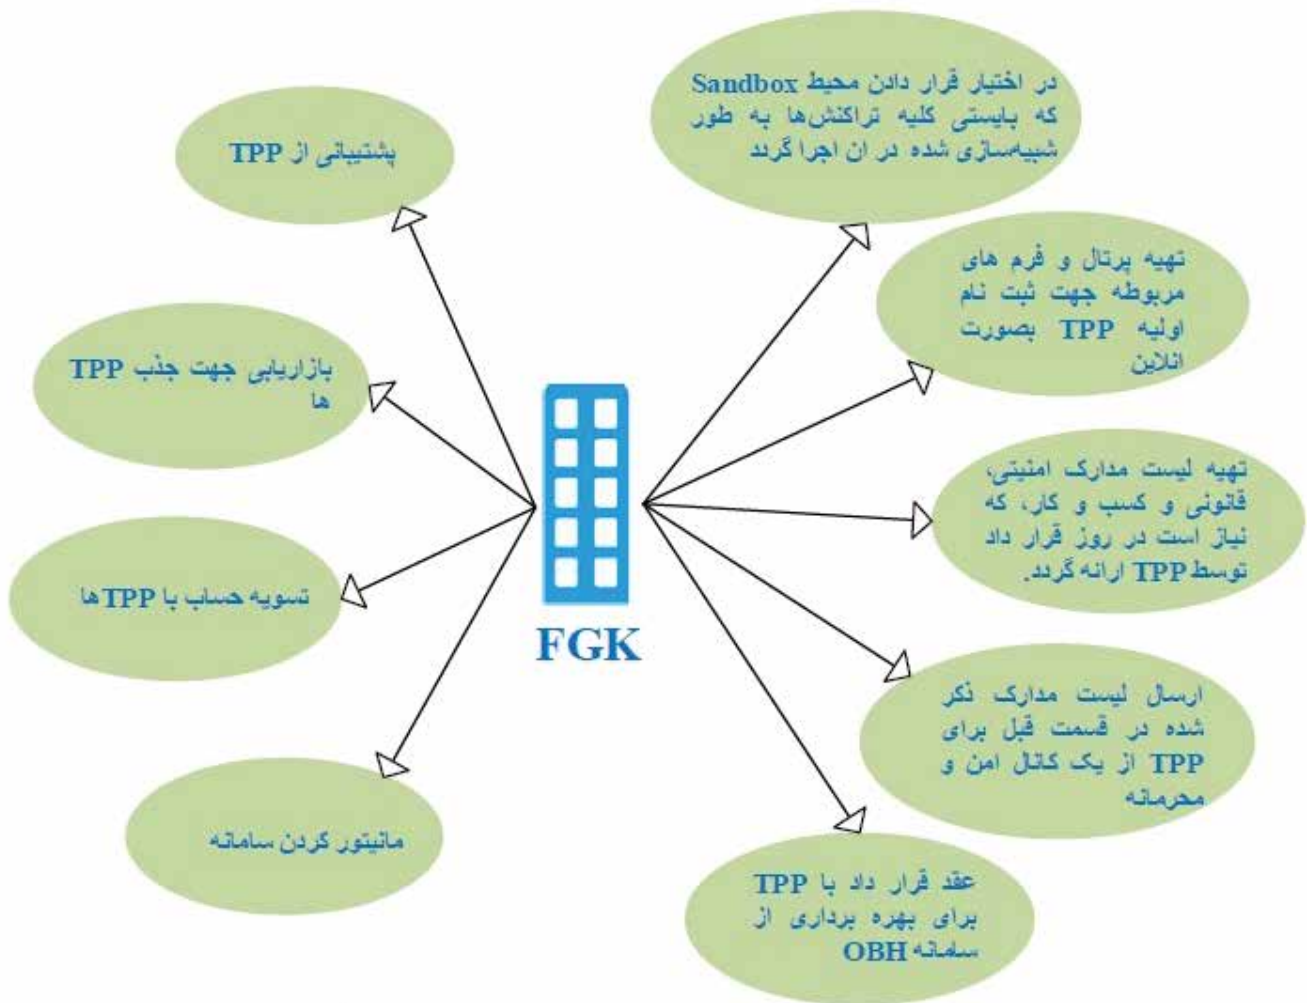 در اختیار قرار دادن محیط Sandbox
که بایستی کلیه تراکنش‌ها به طور
شبیه‌سازی شده در ان اجرا گردد
تهیه پرتال و فرم های
مربوطه جهت ثبت نام
اولیه TPP بصورت
انلاین
تهیه لیست مدارک امنیتی،
قانونی و کسب و کار، که
نیاز است در روز قرار داد
توسط TPP ارائه گردد.
ارسال لیست مدارک ذکر
شده در قسمت قبل برای
TPP از یک کانال امن و
محرمانه
عقد قرار داد با TPP
برای بهره برداری از
سامانه OBH
FGK
پشتیبانی از TPP
بازاریابی جهت جذب TPP
ها
تسویه حساب با TPPها
مانیتور کردن سامانه